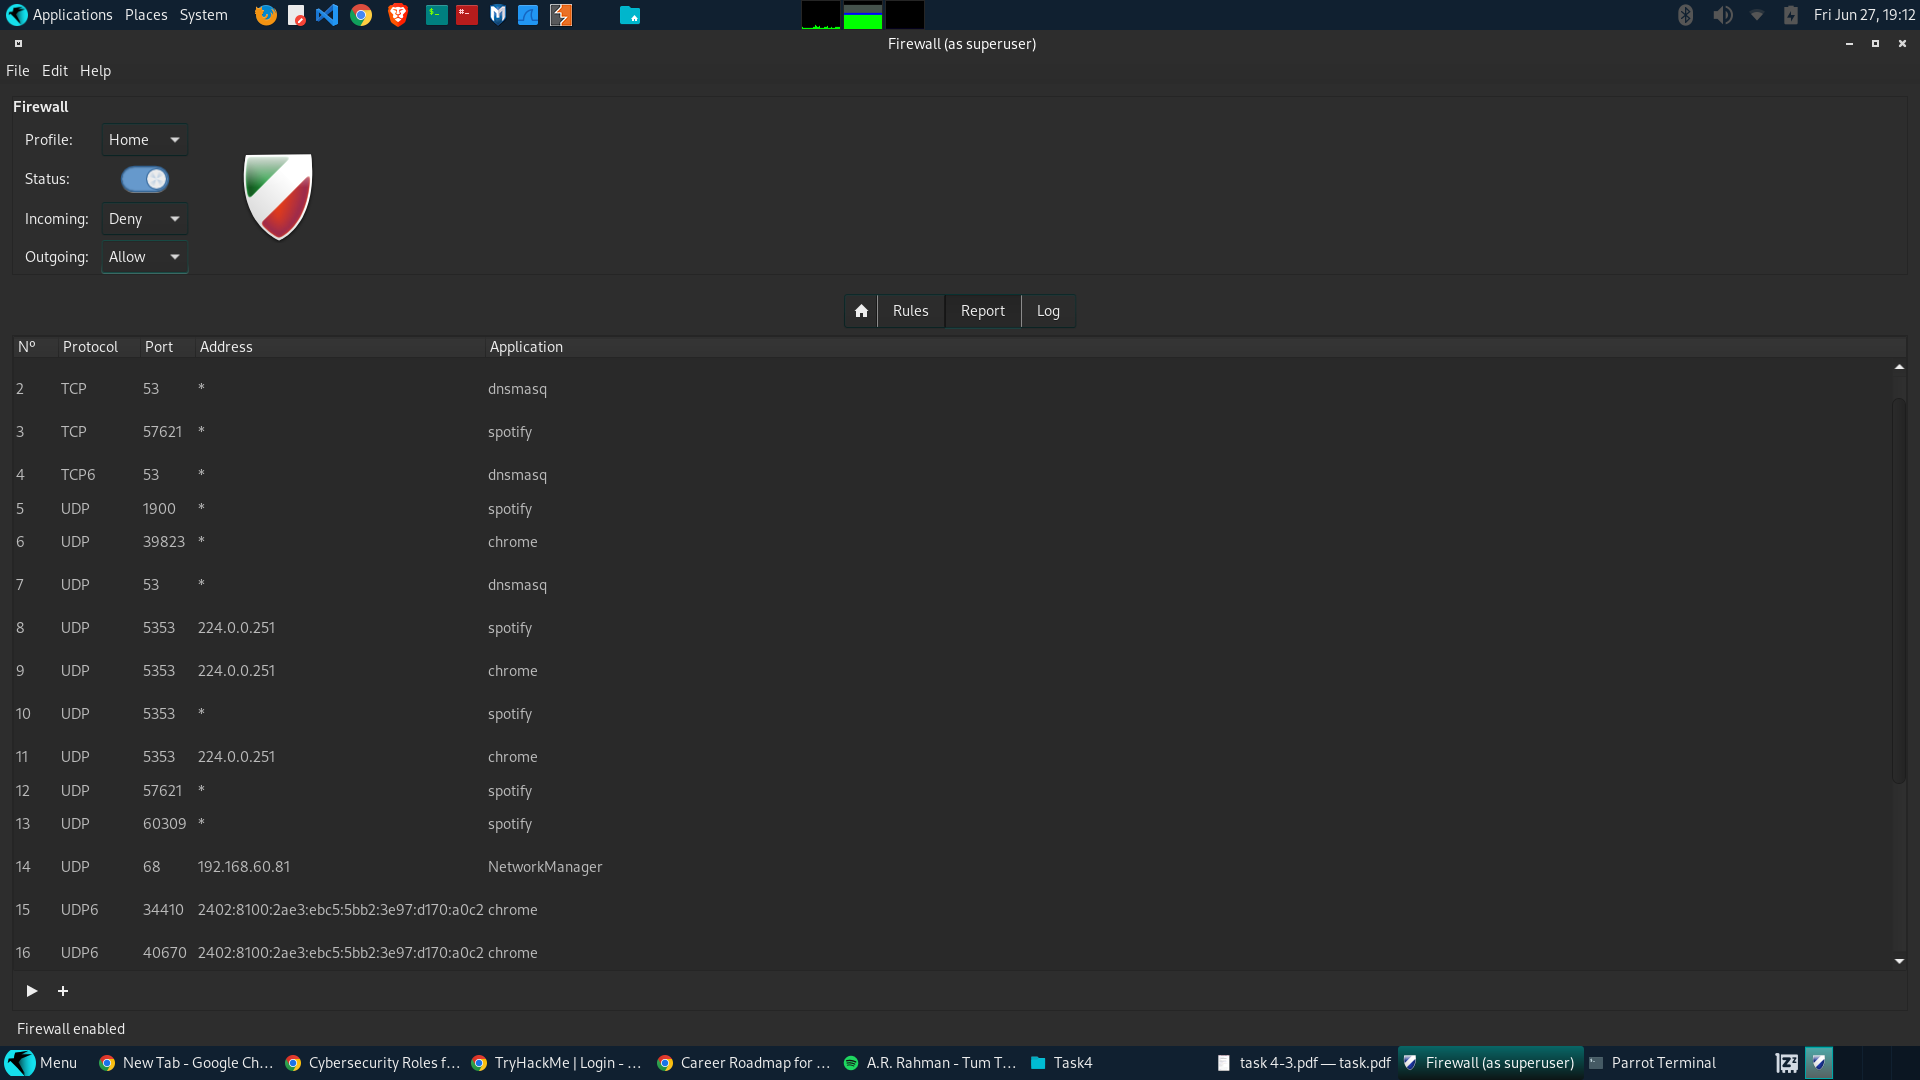 Applications Places System Fri Jun 27, 19:12
Firewall (as superuser)
File Edit Help
Firewall
Profile: Home
Status:
Incoming: Deny
Outgoing: Allow
Rules Report Log
Nº Protocol Port Address Application
2 TCP 53 * dnsmasq
3 TCP 57621 * spotify
4 TCP6 53 * dnsmasq
5 UDP 1900 * spotify
6 UDP 39823 * chrome
7 UDP 53 * dnsmasq
8 UDP 5353 224.0.0.251 spotify
9 UDP 5353 224.0.0.251 chrome
10 UDP 5353 * spotify
11 UDP 5353 224.0.0.251 chrome
12 UDP 57621 * spotify
13 UDP 60309 * spotify
14 UDP 68 192.168.60.81 NetworkManager
15 UDP6 34410 2402:8100:2ae3:ebc5:5bb2:3e97:d170:a0c2 chrome
16 UDP6 40670 2402:8100:2ae3:ebc5:5bb2:3e97:d170:a0c2 chrome
Firewall enabled
Menu New Tab - Google Ch... Cybersecurity Roles f... TryHackMe | Login - ... Career Roadmap for ... A.R. Rahman - Tum T... Task4 task 4-3.pdf — task.pdf Firewall (as superuser) Parrot Terminal